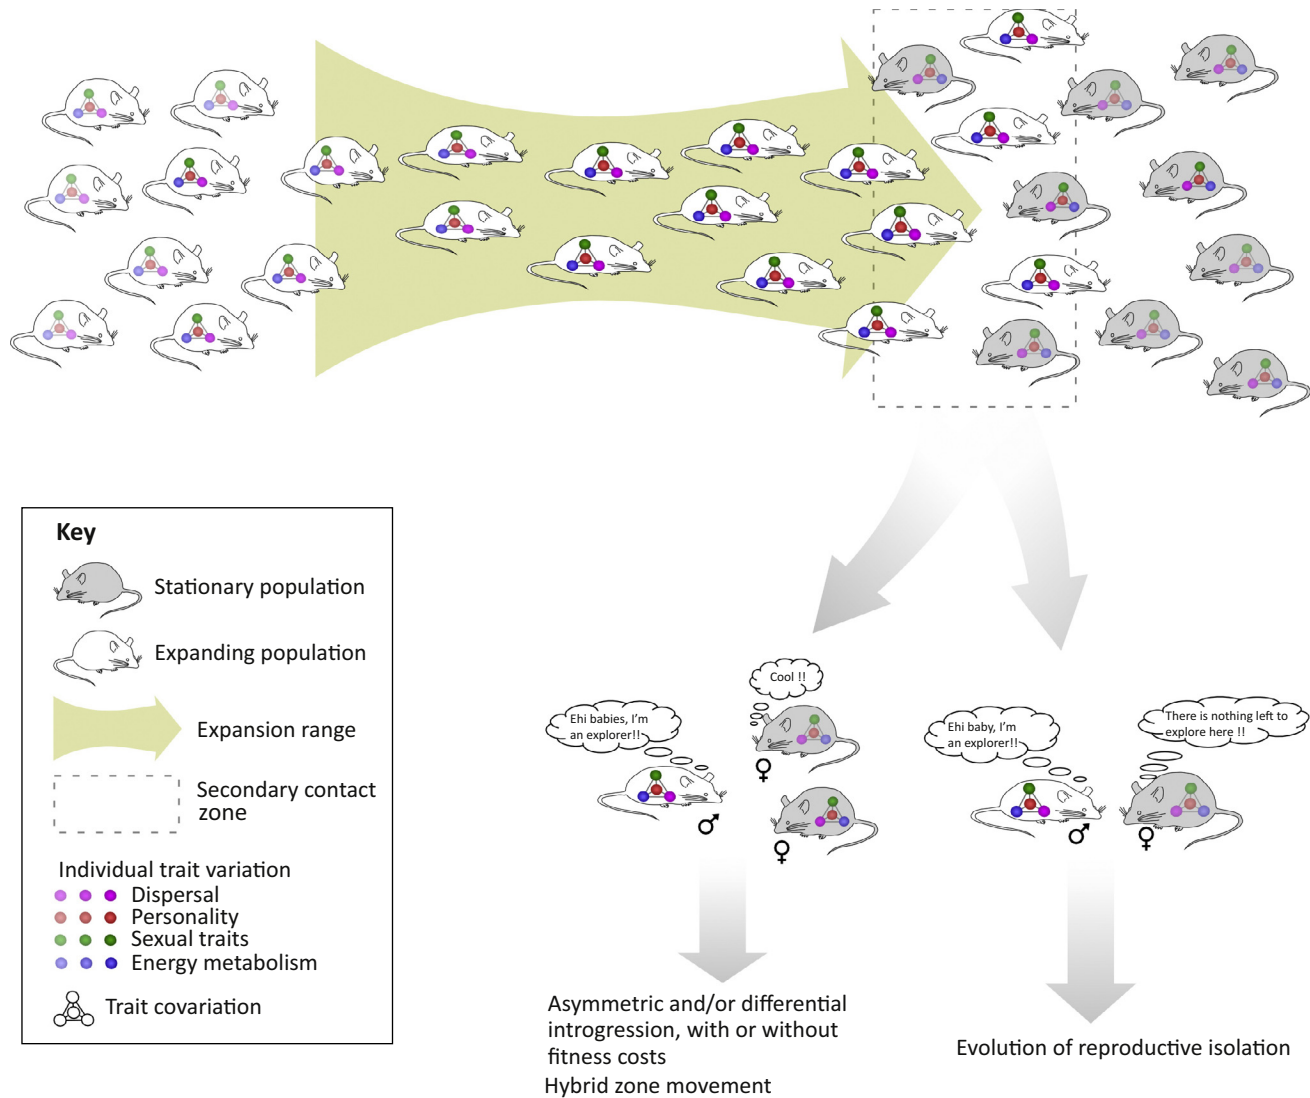 Key
Stationary population
Expanding population
Expansion range
Secondary contact
zone
Individual trait variation
Dispersal
Personality
Sexual traits
Energy metabolism
Trait covariation
Ehi babies, I'm
an explorer!!
Cool !!
♀
♂
♀
Ehi baby, I'm
an explorer!!
There is nothing left to
explore here !!
♂
♀
Asymmetric and/or differential
introgression, with or without
fitness costs
Hybrid zone movement
Evolution of reproductive isolation